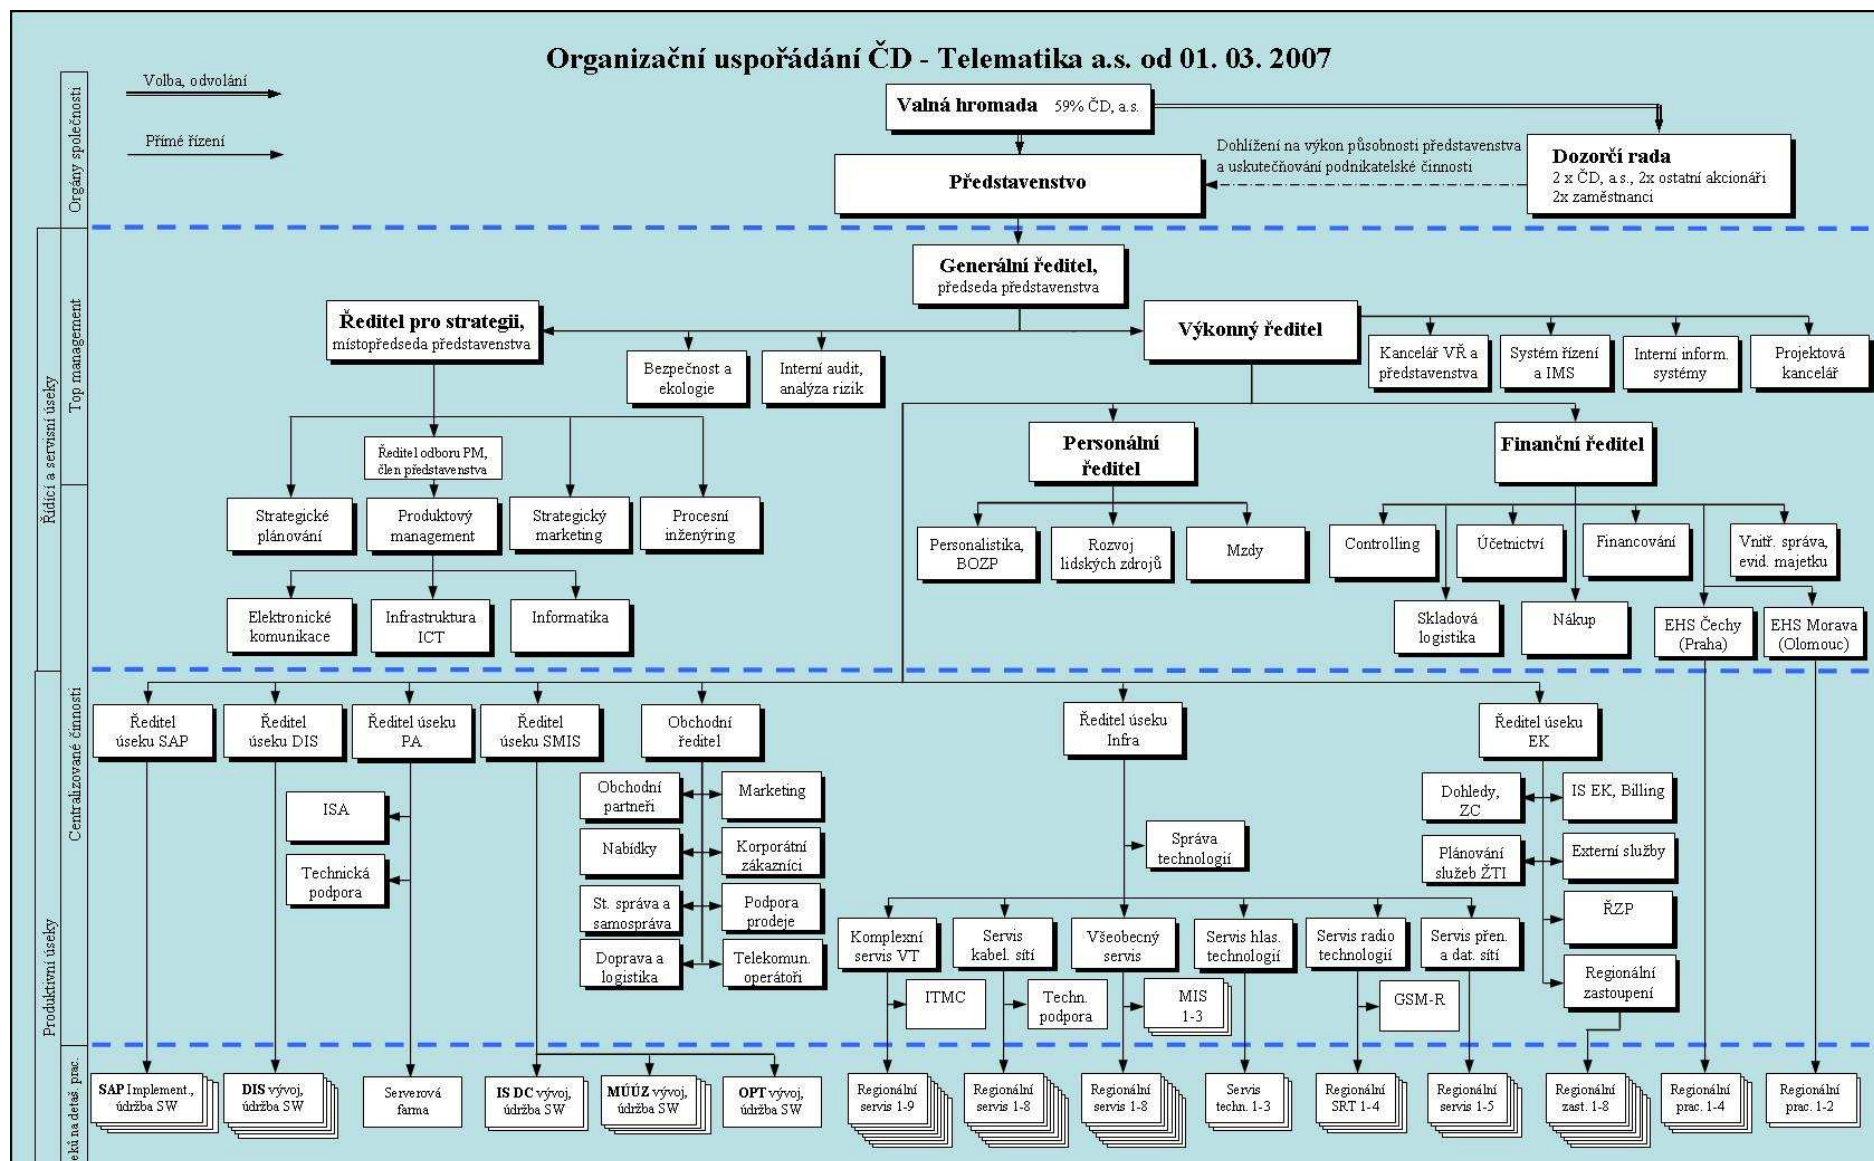 Organizační uspořádání ČD - Telematika a.s. od 01. 03. 2007
Volba, odvolání
Přímé řízení
Orgány společnosti
Valná hromada 59% ČD, a.s.
Dohlížení na výkon působnosti představenstva
a uskutečňování podnikatelské činnosti
Představenstvo
Dozorčí rada
2 x ČD, a.s., 2x ostatní akcionáři
2x zaměstnanci
Řídící a servisní úseky
Top management
Generální ředitel,
předseda představenstva
Ředitel pro strategii,
místopředseda představenstva
Výkonný ředitel
Bezpečnost a
ekologie
Interní audit,
analýza rizik
Kancelář VŘ a
představenstva
Systém řízení
a IMS
Interní inform.
systémy
Projektová
kancelář
Ředitel odboru PM,
člen představenstva
Personální
ředitel
Finanční ředitel
Strategické
plánování
Produktový
management
Strategický
marketing
Procesní
inženýring
Personalistika,
BOZP
Rozvoj
lidských zdrojů
Mzdy
Controlling
Účetnictví
Financování
Vnitř. správa,
evid. majetku
Elektronické
komunikace
Infrastruktura
ICT
Informatika
Skladová
logistika
Nákup
EHS Čechy
(Praha)
EHS Morava
(Olomouc)
Produktivní úseky
Centralizované činnosti
Ředitel
úseku SAP
Ředitel
úseku DIS
Ředitel úseku
PA
Ředitel
úseku SMIS
Obchodní
ředitel
Ředitel úseku
Infra
Ředitel úseku
EK
ISA
Technická
podpora
Obchodní
partneři
Marketing
Nabídky
Korporátní
zákazníci
St. správa a
samospráva
Podpora
prodeje
Doprava a
logistika
Telekomun.
operátoři
Správa
technologií
Dohledy,
ZC
IS EK, Billing
Plánování
služeb ŽTI
Externí služby
ŘZP
Regionální
zastoupení
Komplexní
servis VT
Servis
kabel. sítí
Všeobecný
servis
Servis hlas.
technologií
Servis radio
technologií
Servis přen.
a dat. sítí
ITMC
Techn.
podpora
MIS
1-3
GSM-R
eků na detaš prac.
SAP Implement.,
údržba SW
DIS vývoj,
údržba SW
Serverová
farma
IS DC vývoj,
údržba SW
MÚÚZ vývoj,
údržba SW
OPT vývoj,
údržba SW
Regionální
servis 1-9
Regionální
servis 1-8
Regionální
servis 1-8
Servis
techn. 1-3
Regionální
SRT 1-4
Regionální
servis 1-5
Regionální
zast. 1-8
Regionální
prac. 1-4
Regionální
prac. 1-2